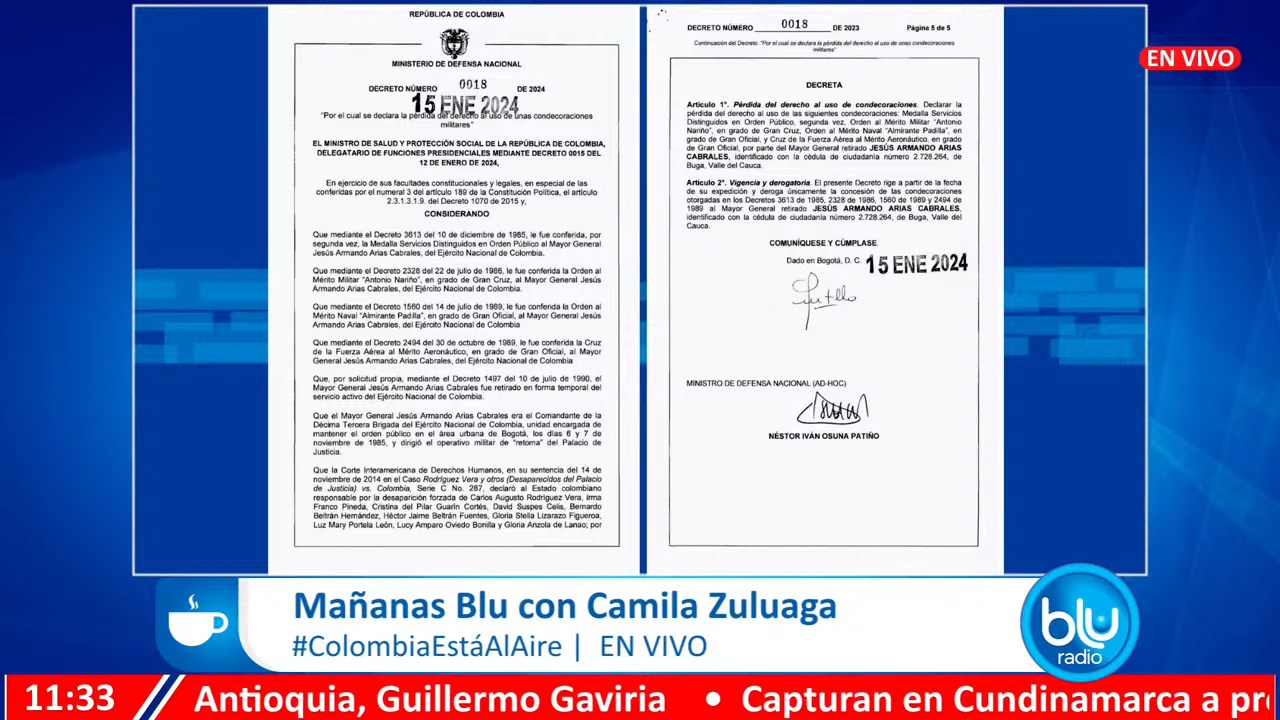 REPÚBLICA DE COLOMBIA
MINISTERIO DE DEFENSA NACIONAL
DECRETO NÚMERO 0018 DE 2024
15 ENE 2024
"Por el cual se declara la pérdida del derecho al uso de unas condecoraciones
militares"
EL MINISTRO DE SALUD Y PROTECCIÓN SOCIAL DE LA REPÚBLICA DE COLOMBIA,
DELEGATARIO DE FUNCIONES PRESIDENCIALES MEDIANTE DECRETO 0015 DEL
12 DE ENERO DE 2024,
En ejercicio de sus facultades constitucionales y legales, en especial de las
conferidas por el numeral 3 del artículo 189 de la Constitución Política, el artículo
2.3.1.3.1.9. del Decreto 1070 de 2015 y,
CONSIDERANDO
Que mediante el Decreto 3613 del 10 de diciembre de 1985, le fue conferida, por
segunda vez, la Medalla Servicios Distinguidos en Orden Público al Mayor General
Jesús Armando Arias Cabrales, del Ejército Nacional de Colombia.
Que mediante el Decreto 2328 del 22 de julio de 1986, le fue conferida la Orden al
Mérito Militar "Antonio Nariño", en grado de Gran Cruz, al Mayor General Jesús
Armando Arias Cabrales, del Ejército Nacional de Colombia.
Que mediante el Decreto 1560 del 14 de julio de 1989, le fue conferida la Orden al
Mérito Naval "Almirante Padilla", en grado de Gran Oficial, al Mayor General Jesús
Armando Arias Cabrales, del Ejército Nacional de Colombia
Que mediante el Decreto 2494 del 30 de octubre de 1989, le fue conferida la Cruz
de la Fuerza Aérea al Mérito Aeronáutico, en grado de Gran Oficial, al Mayor
General Jesús Armando Arias Cabrales, del Ejército Nacional de Colombia
Que, por solicitud propia, mediante el Decreto 1497 del 10 de julio de 1990, el
Mayor General Jesús Armando Arias Cabrales fue retirado en forma temporal del
servicio activo del Ejército Nacional de Colombia.
Que el Mayor General Jesús Armando Arias Cabrales era el Comandante de la
Décima Tercera Brigada del Ejército Nacional de Colombia, unidad encargada de
mantener el orden público en el área urbana de Bogotá, los días 6 y 7 de
noviembre de 1985, y dirigió el operativo militar de "retoma" del Palacio de
Justicia.
Que la Corte Interamericana de Derechos Humanos, en su sentencia del 14 de
noviembre de 2014 en el Caso Rodríguez Vera y otros (Desaparecidos del Palacio
de Justicia) vs. Colombia, Serie C No. 287, declaró al Estado colombiano
responsable por la desaparición forzada de Carlos Augusto Rodríguez Vera, Irma
Franco Pineda, Cristina del Pilar Guarín Cortés, David Suspes Celis, Bernardo
Beltrán Hernández, Héctor Jaime Beltrán Fuentes, Gloria Stella Lizarazo Figueroa,
Luz Mary Portela León, Lucy Amparo Oviedo Bonilla y Gloria Anzola de Lanao; por
DECRETO NÚMERO 0018 DE 2023 Página 5 de 5
Continuación del Decreto: "Por el cual se declara la pérdida del derecho al uso de unas condecoraciones
militares"
DECRETA
Artículo 1°. Pérdida del derecho al uso de condecoraciones. Declarar la
pérdida del derecho al uso de las siguientes condecoraciones: Medalla Servicios
Distinguidos en Orden Público, segunda vez, Orden al Mérito Militar "Antonio
Nariño", en grado de Gran Cruz, Orden al Mérito Naval "Almirante Padilla", en
grado de Gran Oficial, y Cruz de la Fuerza Aérea al Mérito Aeronáutico, en grado
de Gran Oficial, por parte del Mayor General retirado JESÚS ARMANDO ARIAS
CABRALES, identificado con la cédula de ciudadanía número 2.728.264, de
Buga, Valle del Cauca.
Artículo 2°. Vigencia y derogatoria. El presente Decreto rige a partir de la fecha
de su expedición y deroga únicamente la concesión de las condecoraciones
otorgadas en los Decretos 3613 de 1985, 2328 de 1986, 1560 de 1989 y 2494 de
1989 al Mayor General retirado JESÚS ARMANDO ARIAS CABRALES,
identificado con la cédula de ciudadanía número 2.728.264, de Buga, Valle del
Cauca.
COMUNÍQUESE Y CÚMPLASE.
Dado en Bogotá, D. C. 15 ENE 2024
MINISTRO DE DEFENSA NACIONAL (AD-HOC)
NÉSTOR IVÁN OSUNA PATIÑO
EN VIVO
Mañanas Blu con Camila Zuluaga
#ColombiaEstáAlAire | EN VIVO
blu
radio
11:33 Antioquia, Guillermo Gaviria • Capturan en Cundinamarca a pr